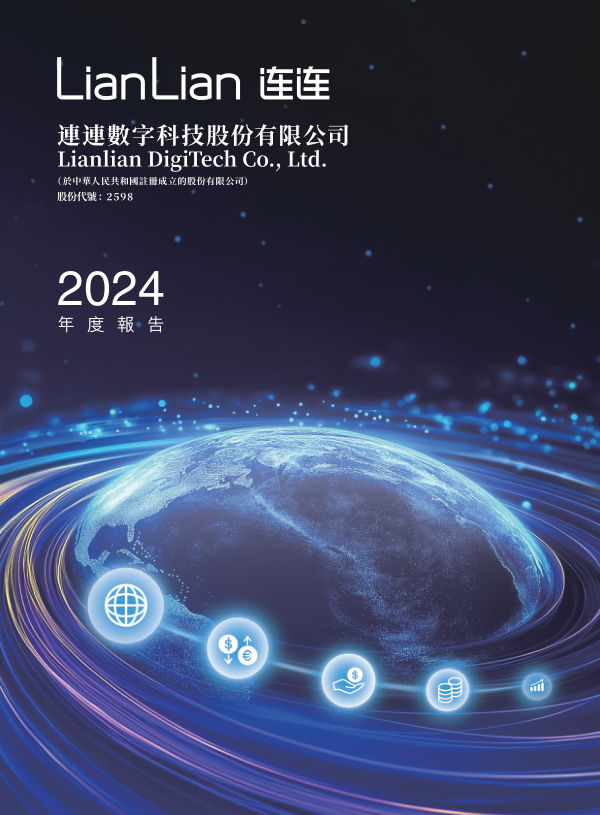 LianLian 连连
連連數字科技股份有限公司
Lianlian DigiTech Co., Ltd.
（於中華人民共和國註冊成立的股份有限公司）
股份代號：2598
2024
年度報告
$
€
$